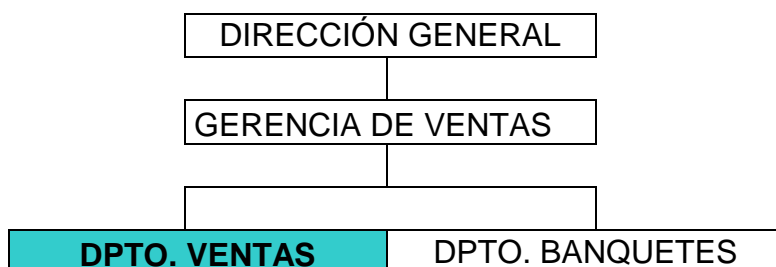 DIRECCIÓN GENERAL
GERENCIA DE VENTAS
DPTO. VENTAS
DPTO. BANQUETES